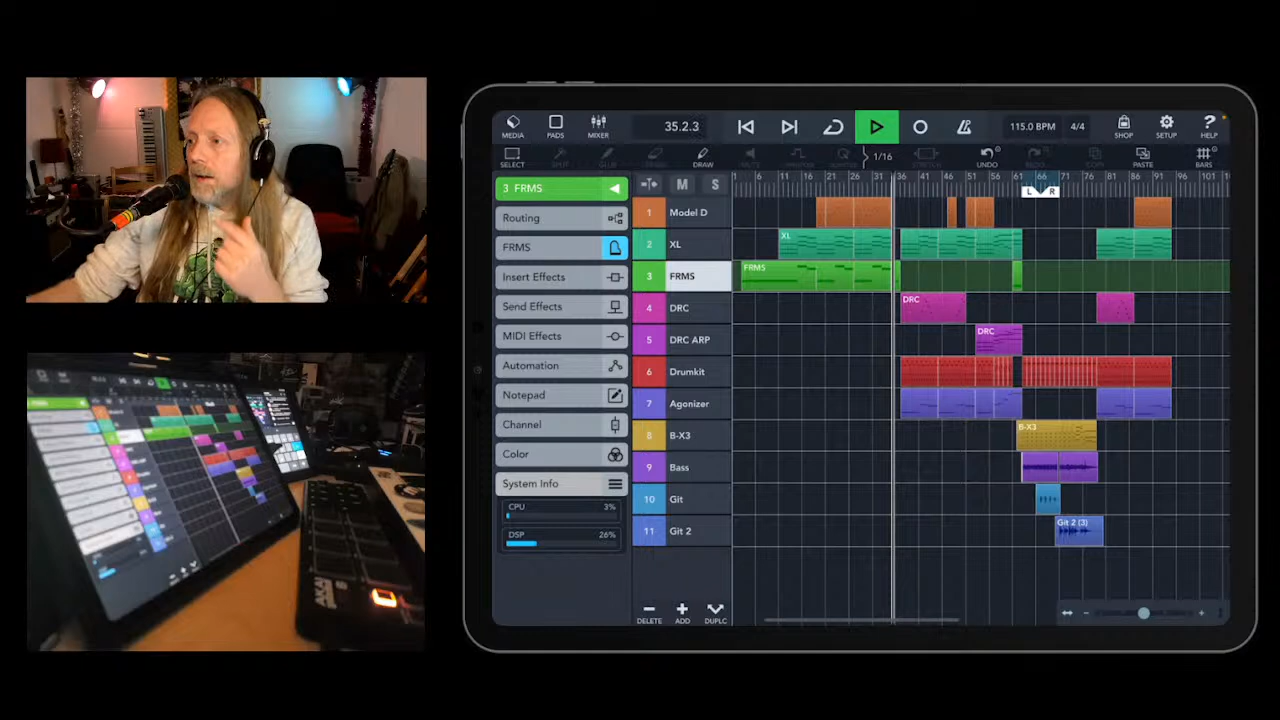 MEDIA PADS MIXER 35.2.3 115.0 BPM 4/4 SHOP SETUP HELP
SELECT DRAW 1/16 UNDO PASTE BARS
3 FRMS
Routing
FRMS
Insert Effects
Send Effects
MIDI Effects
Automation
Notepad
Channel
Color
System Info
CPU 3%
DSP 26%
M S
1 6 11 16 21 26 31 36 41 46 51 56 61 66 71 76 81 86 91 96 101
L R
1 Model D
2 XL XL
3 FRMS FRMS
4 DRC DRC
5 DRC ARP DRC
6 Drumkit
7 Agonizer
8 B-X3 B-X3
9 Bass
10 Git
11 Git 2 Git 2 (3)
DELETE ADD DUPLC
AKAI